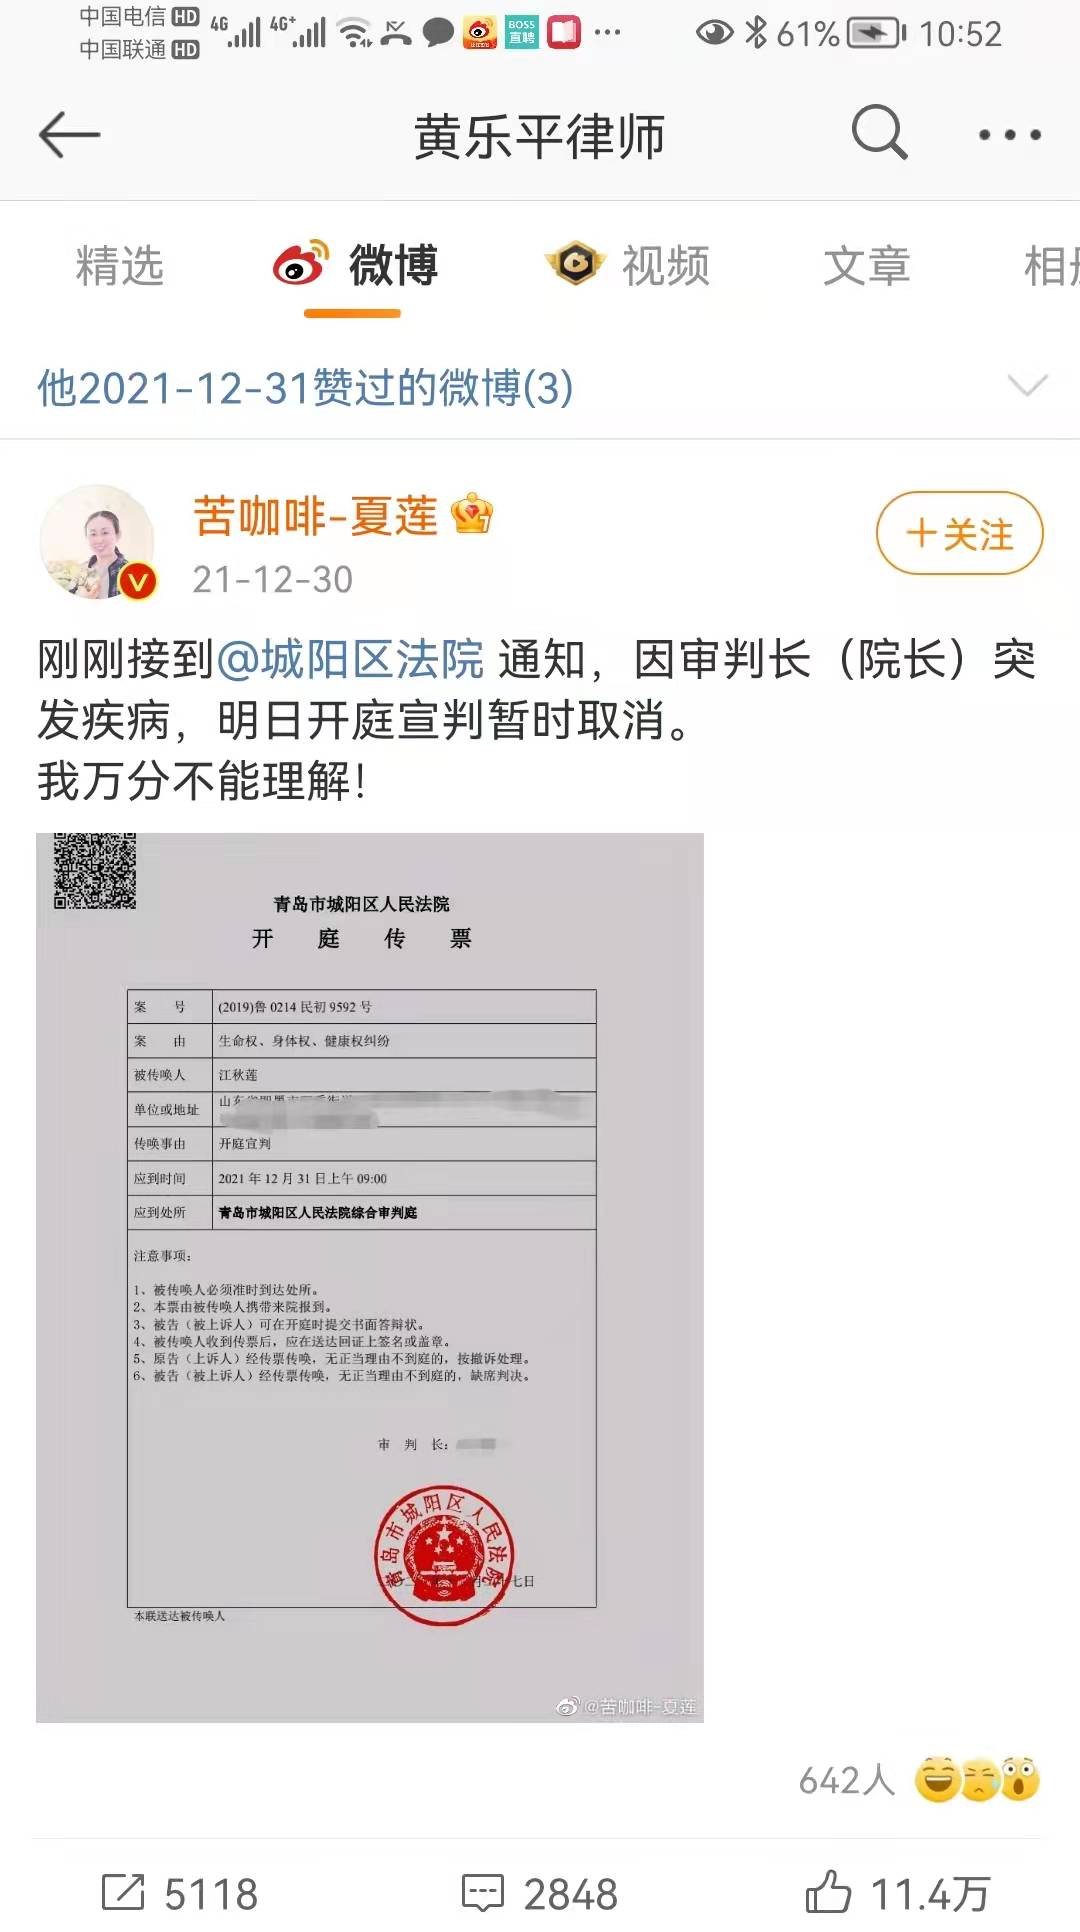 中国电信 HD 4G 4G+ BOSS直聘 61% 10:52
中国联通 HD
黄乐平律师
精选 微博 视频 文章 相册
他2021-12-31赞过的微博(3)
苦咖啡-夏莲
+关注
21-12-30
刚刚接到@城阳区法院 通知，因审判长（院长）突
发疾病，明日开庭宣判暂时取消。
我万分不能理解！
青岛市城阳区人民法院
开 庭 传 票
案 号 (2019)鲁 0214 民初 9592 号
案 由 生命权、身体权、健康权纠纷
被传唤人 江秋莲
单位或地址 山东省
传唤事由 开庭宣判
应到时间 2021 年 12 月 31 日上午 09:00
应到处所 青岛市城阳区人民法院综合审判庭
注意事项：
1、被传唤人必须准时到达处所。
2、本票由被传唤人携带来院报到。
3、被告（被上诉人）可在开庭时提交书面答辩状。
4、被传唤人收到传票后，应在送达回证上签名或盖章。
5、原告（上诉人）经传票传唤，无正当理由不到庭的，按撤诉处理。
6、被告（被上诉人）经传票传唤，无正当理由不到庭的，缺席判决。
审 判 长：
青岛市城阳区人民法院
七日
本联送达被传唤人
@苦咖啡-夏莲
642人
5118 2848 11.4万